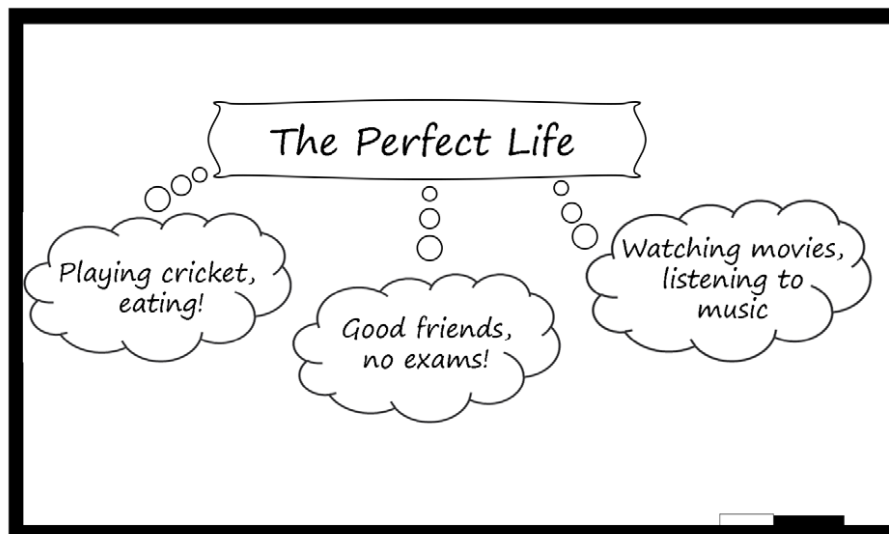 The Perfect Life
Playing cricket,
eating!
Good friends,
no exams!
Watching movies,
listening to
music